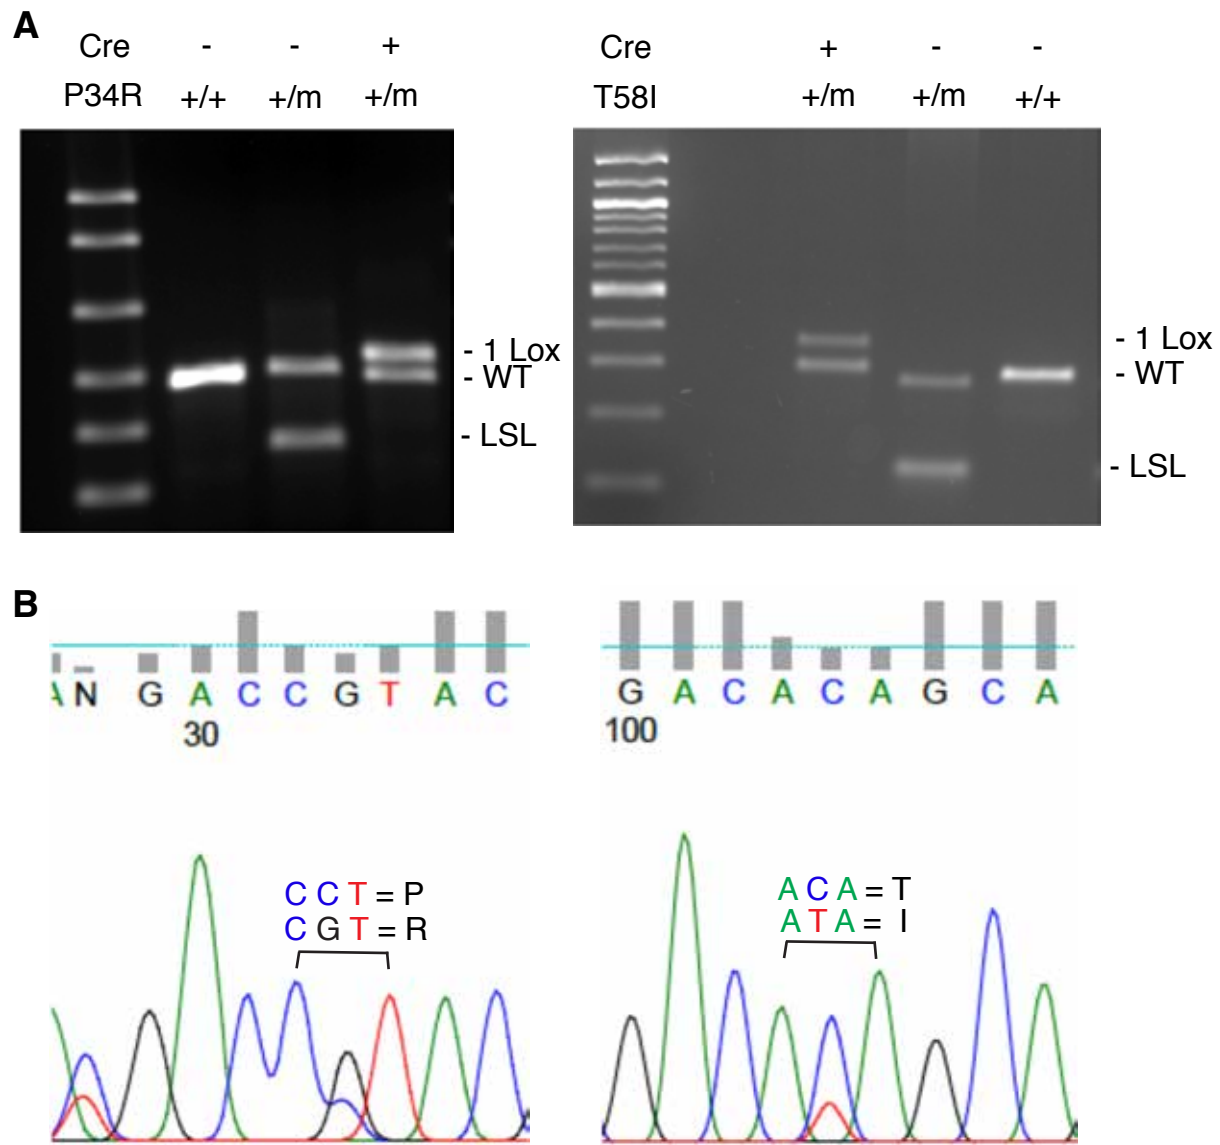 A
Cre - - +
P34R +/+ +/m +/m
- 1 Lox
- WT
- LSL
Cre + - -
T58I +/m +/m +/+
- 1 Lox
- WT
- LSL
B
A N G A C C G T A C
30
C C T = P
C G T = R
G A C A C A G C A
100
A C A = T
A T A = I